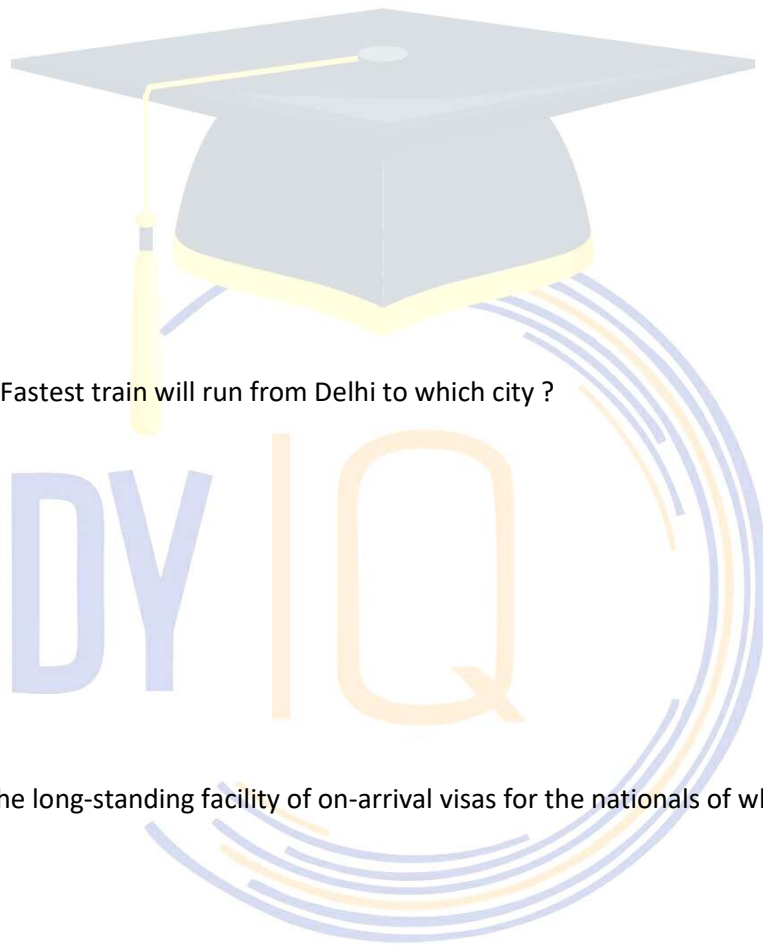 Fastest train will run from Delhi to which city ?
DY IQ
he long-standing facility of on-arrival visas for the nationals of